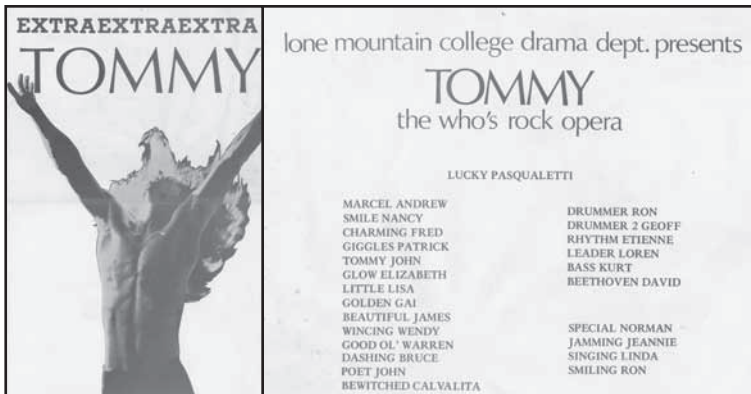 EXTRAEXTRAEXTRA
TOMMY
lone mountain college drama dept. presents
TOMMY
the who's rock opera
LUCKY PASQUALETTI
MARCEL ANDREW
SMILE NANCY
CHARMING FRED
GIGGLES PATRICK
TOMMY JOHN
GLOW ELIZABETH
LITTLE LISA
GOLDEN GAI
BEAUTIFUL JAMES
WINCING WENDY
GOOD OL' WARREN
DASHING BRUCE
POET JOHN
BEWITCHED CALVALITA
DRUMMER RON
DRUMMER 2 GEOFF
RHYTHM ETIENNE
LEADER LOREN
BASS KURT
BEETHOVEN DAVID
SPECIAL NORMAN
JAMMING JEANNIE
SINGING LINDA
SMILING RON